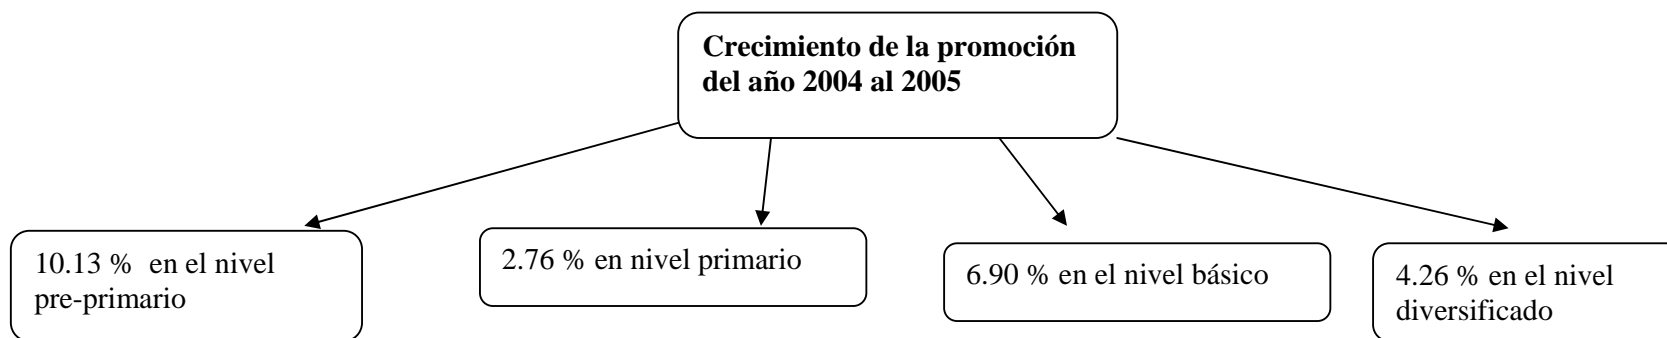 Crecimiento de la promoción
del año 2004 al 2005
10.13 %  en el nivel
pre-primario
2.76 % en nivel primario
6.90 % en el nivel básico
4.26 % en el nivel
diversificado